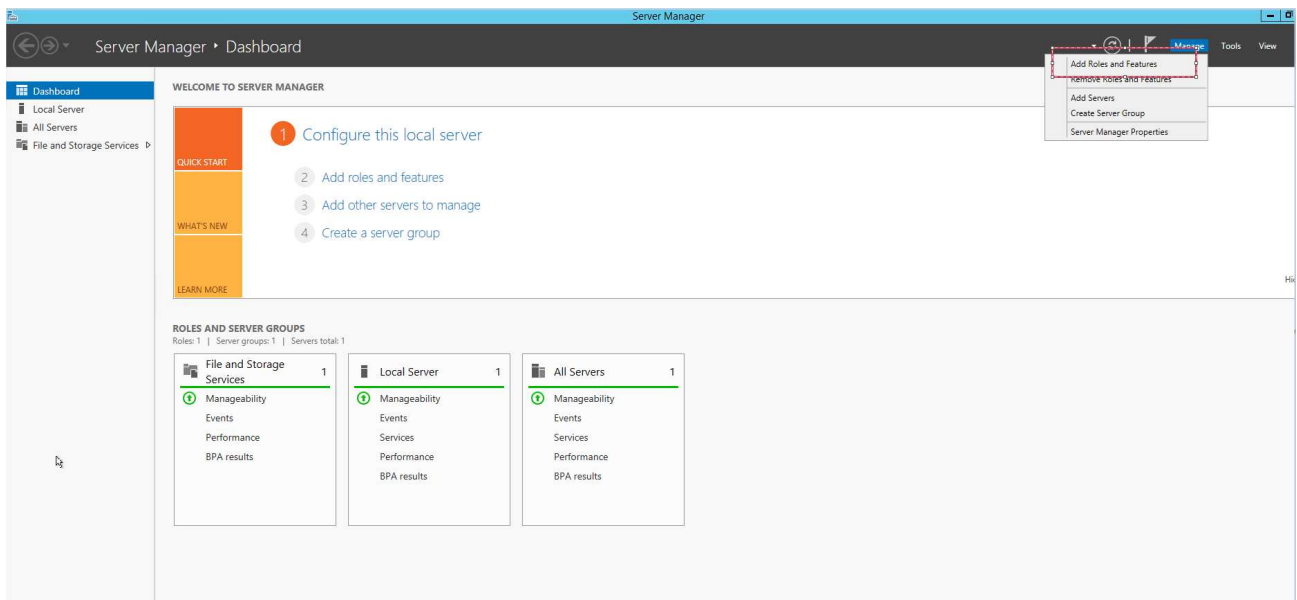 Server Manager
Server Manager • Dashboard
Manage Tools View
Add Roles and Features
Remove Roles and Features
Add Servers
Create Server Group
Server Manager Properties
Dashboard
Local Server
All Servers
File and Storage Services
WELCOME TO SERVER MANAGER
QUICK START
WHAT'S NEW
LEARN MORE
1 Configure this local server
2 Add roles and features
3 Add other servers to manage
4 Create a server group
ROLES AND SERVER GROUPS
Roles: 1 | Server groups: 1 | Servers total: 1
File and Storage
Services 1
Manageability
Events
Performance
BPA results
Local Server 1
Manageability
Events
Services
Performance
BPA results
All Servers 1
Manageability
Events
Services
Performance
BPA results